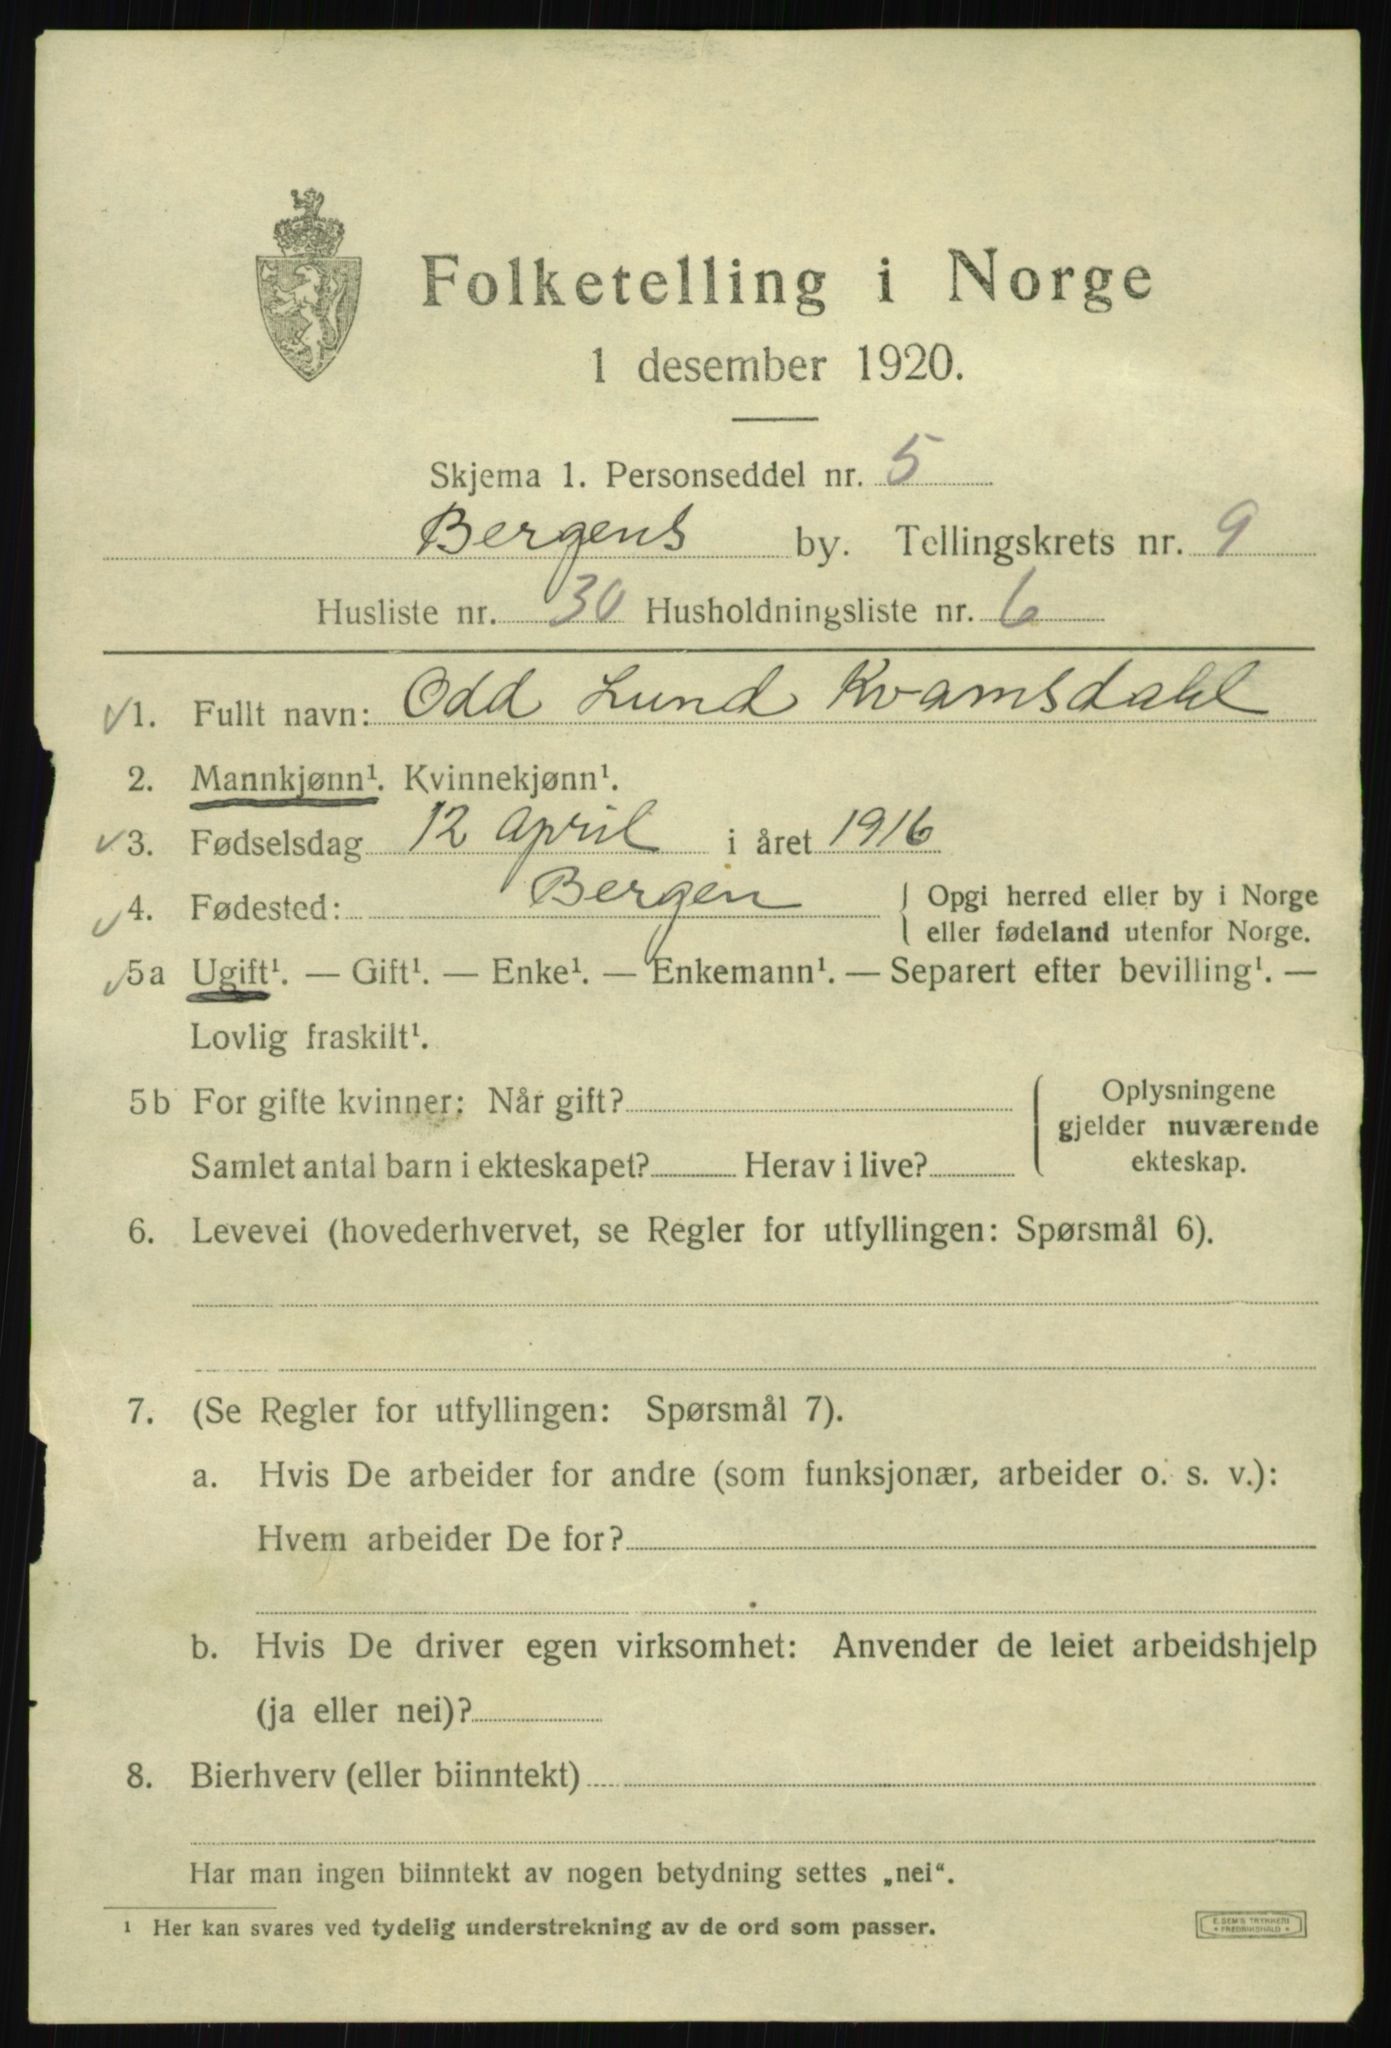 Folketelling i Norge
1 desember 1920.
Skjema 1. Personseddel nr. 5
Bergens by. Tellingskrets nr. 9
Husliste nr. 30 Husholdningsliste nr. 6
1. Fullt navn: Odd Lund Kvamsdahl
2. Mannkjønn¹. Kvinnekjønn¹.
3. Fødselsdag 12 april i året 1916
4. Fødested: Bergen { Opgi herred eller by i Norge
eller fødeland utenfor Norge.
5a Ugift¹. — Gift¹. — Enke¹. — Enkemann¹. — Separert efter bevilling¹. —
Lovlig fraskilt¹.
5b For gifte kvinner: Når gift?
Samlet antal barn i ekteskapet? Herav i live?
{ Oplysningene
gjelder nuværende
ekteskap.
6. Levevei (hovederhvervet, se Regler for utfyllingen: Spørsmål 6).
7. (Se Regler for utfyllingen: Spørsmål 7).
a. Hvis De arbeider for andre (som funksjonær, arbeider o. s. v.):
Hvem arbeider De for?
b. Hvis De driver egen virksomhet: Anvender de leiet arbeidshjelp
(ja eller nei)?
8. Bierhverv (eller biinntekt)
Har man ingen biinntekt av nogen betydning settes „nei“.
¹ Her kan svares ved tydelig understrekning av de ord som passer.
E. SEM'S TRYKKERI
FREDRIKSHALD